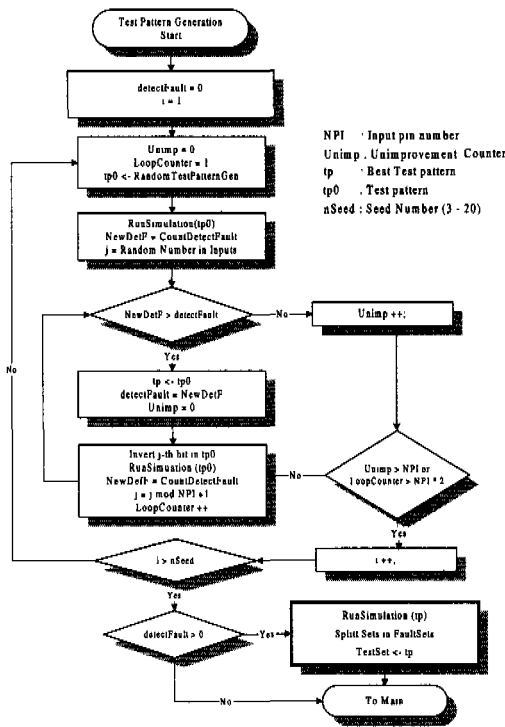 Test Pattern Generation
Start
detectFault = 0
i = 1
Unimp = 0
LoopCounter = 1
tp0 <- RandomTestPatternGen
RunSimulation(tp0)
NewDetF = CountDetectFault
j = Random Number in Inputs
NPI : Input pin number
Unimp . Unimprovement Counter
tp : Best Test pattern
tp0 . Test pattern
nSeed : Seed Number (3 - 20)
NewDetF > detectFault
No
Unimp ++;
Yes
No
tp <- tp0
detectFault = NewDetF
Unimp = 0
Invert j-th bit in tp0
RunSimuation (tp0)
NewDetF = CountDetectFault
j = j mod NPI + 1
LoopCounter ++
No
Unimp > NPI or
LoopCounter > NPI * 2
Yes
i > nSeed
i ++,
Yes
detectFault > 0
Yes
RunSimulation (tp)
Splitt Sets in FaultSets
TestSet <- tp
No
To Main